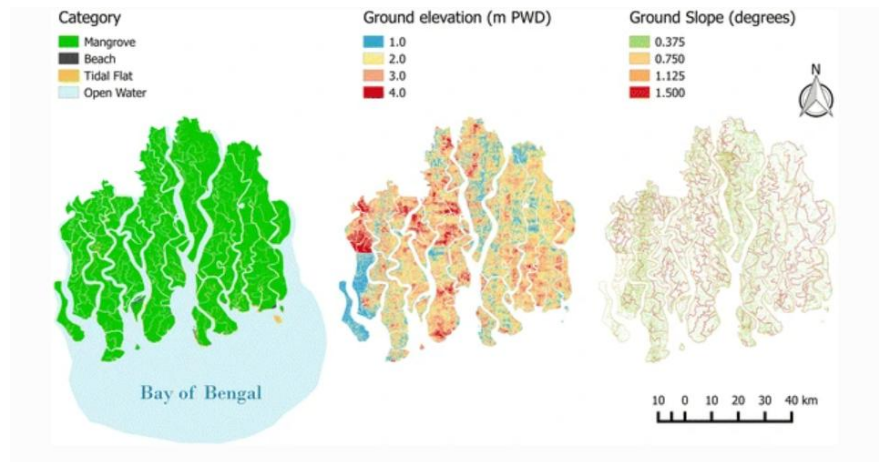 Category
Mangrove
Beach
Tidal Flat
Open Water
Ground elevation (m PWD)
1.0
2.0
3.0
4.0
Ground Slope (degrees)
0.375
0.750
1.125
1.500
N
Bay of Bengal
10 0 10 20 30 40 km